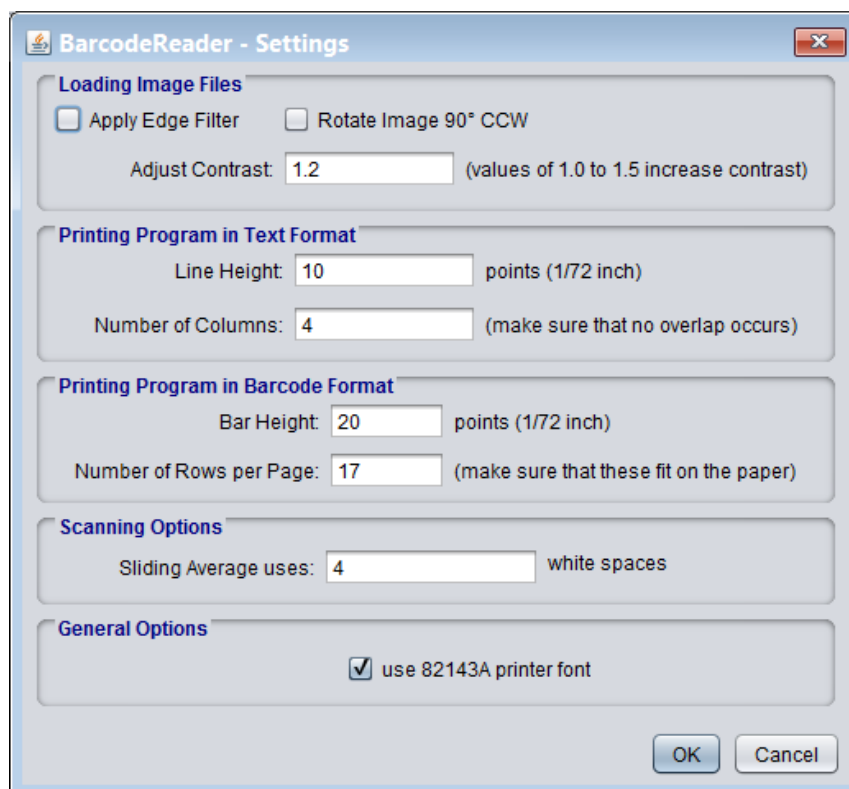 BarcodeReader - Settings
Loading Image Files
Apply Edge Filter Rotate Image 90° CCW
Adjust Contrast: 1.2 (values of 1.0 to 1.5 increase contrast)
Printing Program in Text Format
Line Height: 10 points (1/72 inch)
Number of Columns: 4 (make sure that no overlap occurs)
Printing Program in Barcode Format
Bar Height: 20 points (1/72 inch)
Number of Rows per Page: 17 (make sure that these fit on the paper)
Scanning Options
Sliding Average uses: 4 white spaces
General Options
use 82143A printer font
OK Cancel